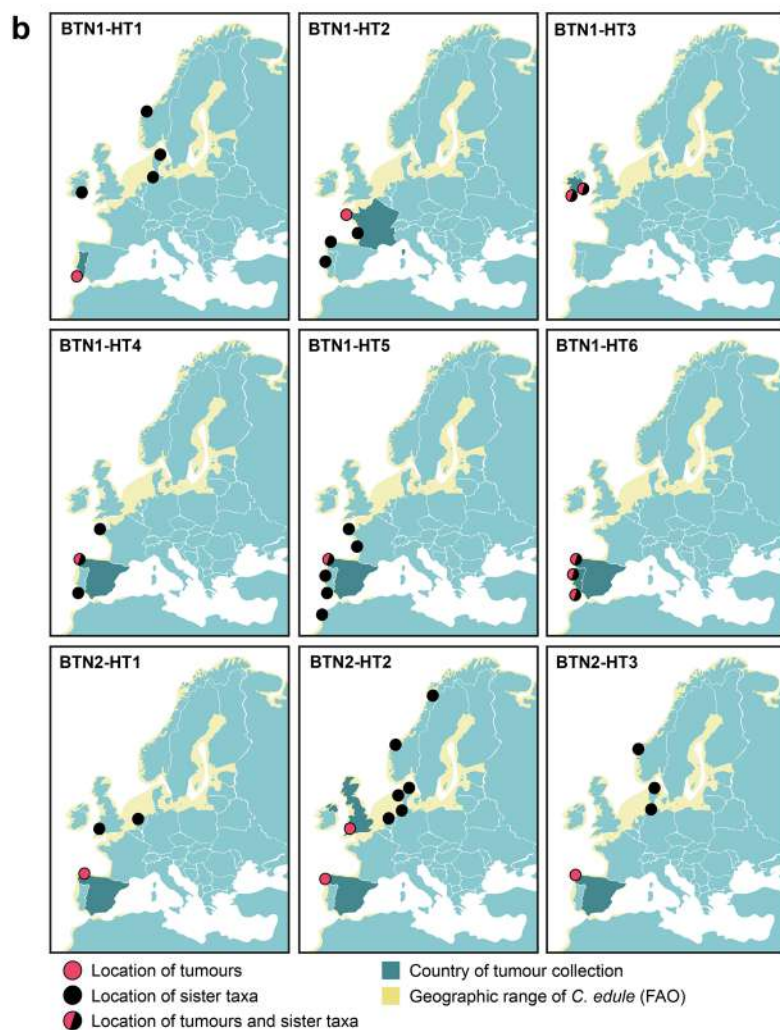 b
BTN1-HT1
BTN1-HT2
BTN1-HT3
BTN1-HT4
BTN1-HT5
BTN1-HT6
BTN2-HT1
BTN2-HT2
BTN2-HT3
Location of tumours
Location of sister taxa
Location of tumours and sister taxa
Country of tumour collection
Geographic range of C. edule (FAO)